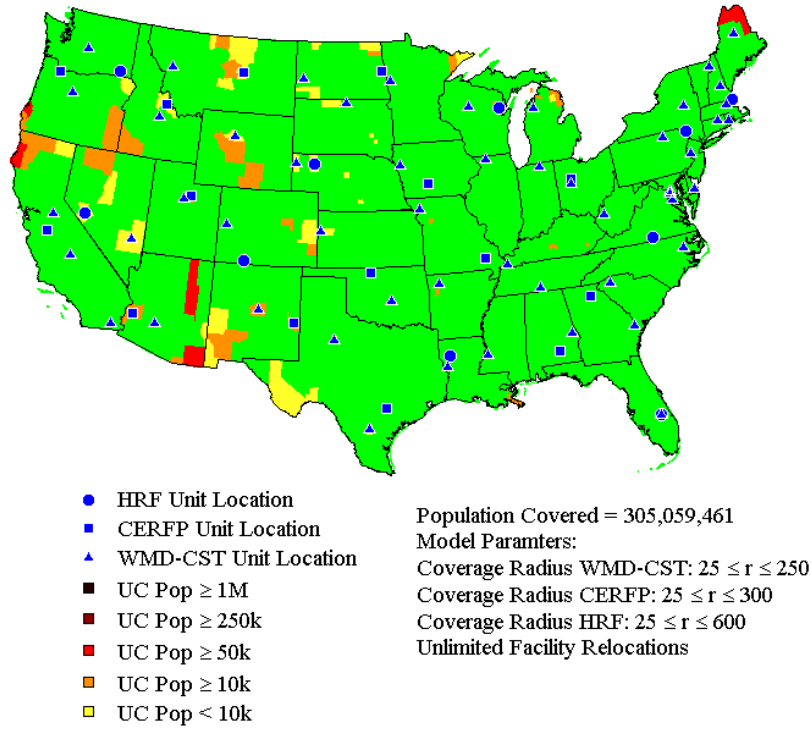 HRF Unit Location
CERFP Unit Location
WMD-CST Unit Location
UC Pop ≥ 1M
UC Pop ≥ 250k
UC Pop ≥ 50k
UC Pop ≥ 10k
UC Pop < 10k
Population Covered = 305,059,461
Model Paramters:
Coverage Radius WMD-CST: 25 ≤ r ≤ 250
Coverage Radius CERFP: 25 ≤ r ≤ 300
Coverage Radius HRF: 25 ≤ r ≤ 600
Unlimited Facility Relocations